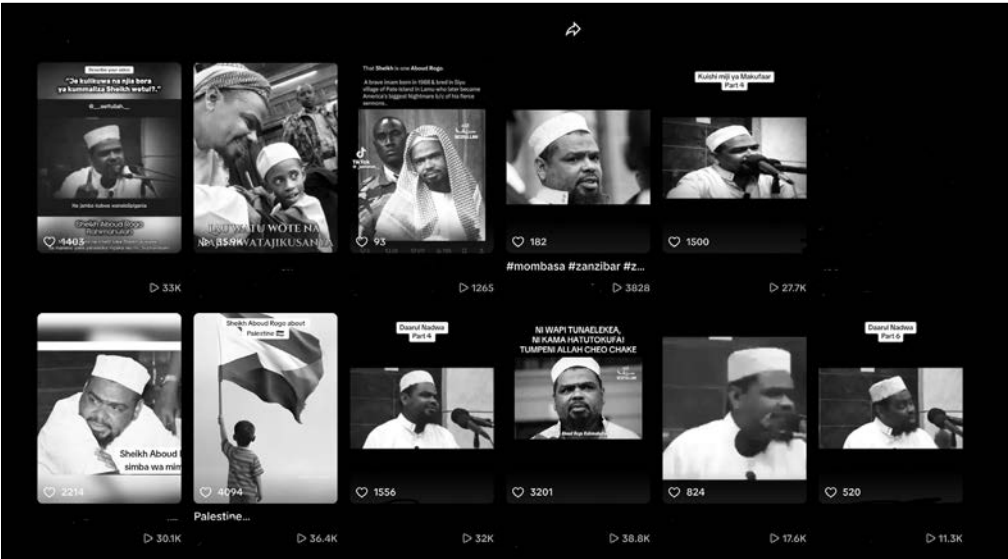 "Je kulikuwa na njia bora
ya kummaliza Sheikh wetu?."
Sheikh Aboud Rogo
Rahimahullah
1403
33K
NA
35.9K
That Sheikh is one Aboud Rogo.
A brave imam born in 1968 & bred in Siyu
village of Pate Island in Lamu who later became
America's biggest Nightmare b/c of his fierce
sermons..
TikTok
93
1265
182
#mombasa #zanzibar #z...
3828
Kuishi miji ya Makufaar
Part 4
1500
27.7K
Sheikh Aboud
simba wa mim
2214
30.1K
Sheikh Aboud Rogo about
Palestine
4094
Palestine...
36.4K
Daarul Nadwa
Part 4
1556
32K
NI WAPI TUNAELEKEA,
NI KAMA HATUTOKUFA!
TUMPENI ALLAH CHEO CHAKE
3201
38.8K
824
17.6K
Daarul Nadwa
Part 6
520
11.3K